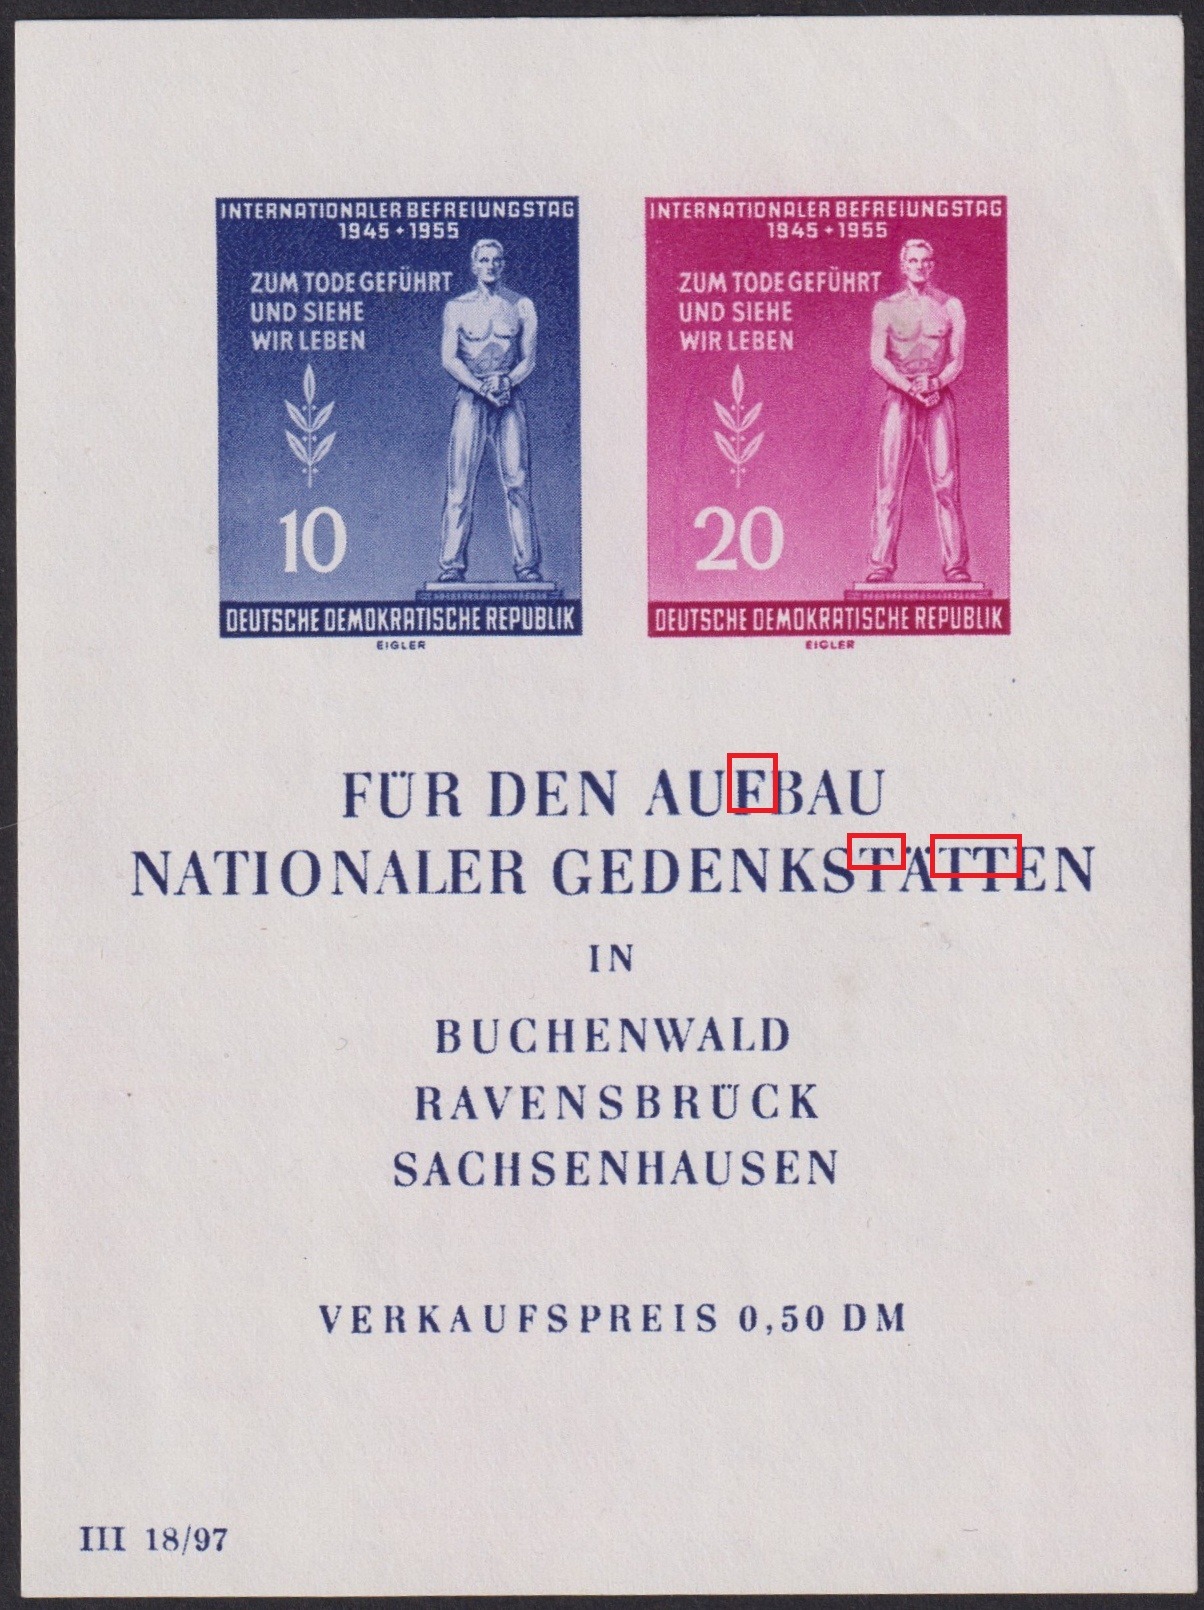 INTERNATIONALER BEFREIUNGSTAG
1945 + 1955
ZUM TODE GEFÜHRT
UND SIEHE
WIR LEBEN
10
DEUTSCHE DEMOKRATISCHE REPUBLIK
EIGLER
INTERNATIONALER BEFREIUNGSTAG
1945 + 1955
ZUM TODE GEFÜHRT
UND SIEHE
WIR LEBEN
20
DEUTSCHE DEMOKRATISCHE REPUBLIK
EIGLER
FÜR DEN AUFBAU
NATIONALER GEDENKSTÄTTEN
IN
BUCHENWALD
RAVENSBRÜCK
SACHSENHAUSEN
VERKAUFSPREIS 0,50 DM
III 18/97